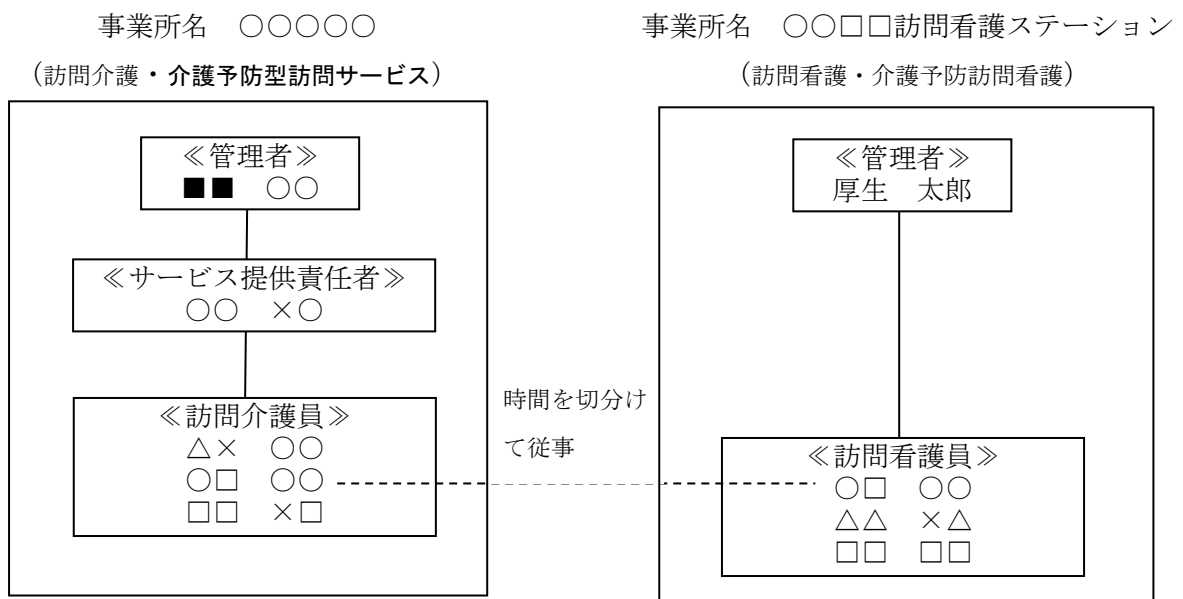 事業所名　○○○○○
(訪問介護・介護予防型訪問サービス)
≪管理者≫
■■　○○
≪サービス提供責任者≫
○○　×○
≪訪問介護員≫
△×　○○
○□　○○
□□　×□
時間を切分け
て従事
事業所名　○○□□訪問看護ステーション
(訪問看護・介護予防訪問看護)
≪管理者≫
厚生　太郎
≪訪問看護員≫
○□　○○
△△　×△
□□　□□